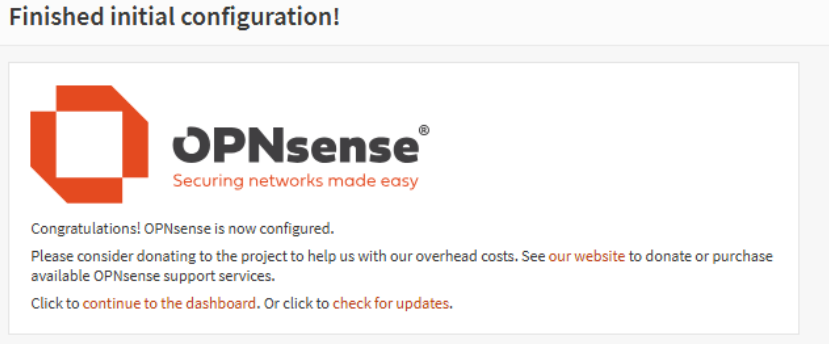 Finished initial configuration!
OPNsense®
Securing networks made easy
Congratulations! OPNsense is now configured.
Please consider donating to the project to help us with our overhead costs. See our website to donate or purchase
available OPNsense support services.
Click to continue to the dashboard. Or click to check for updates.